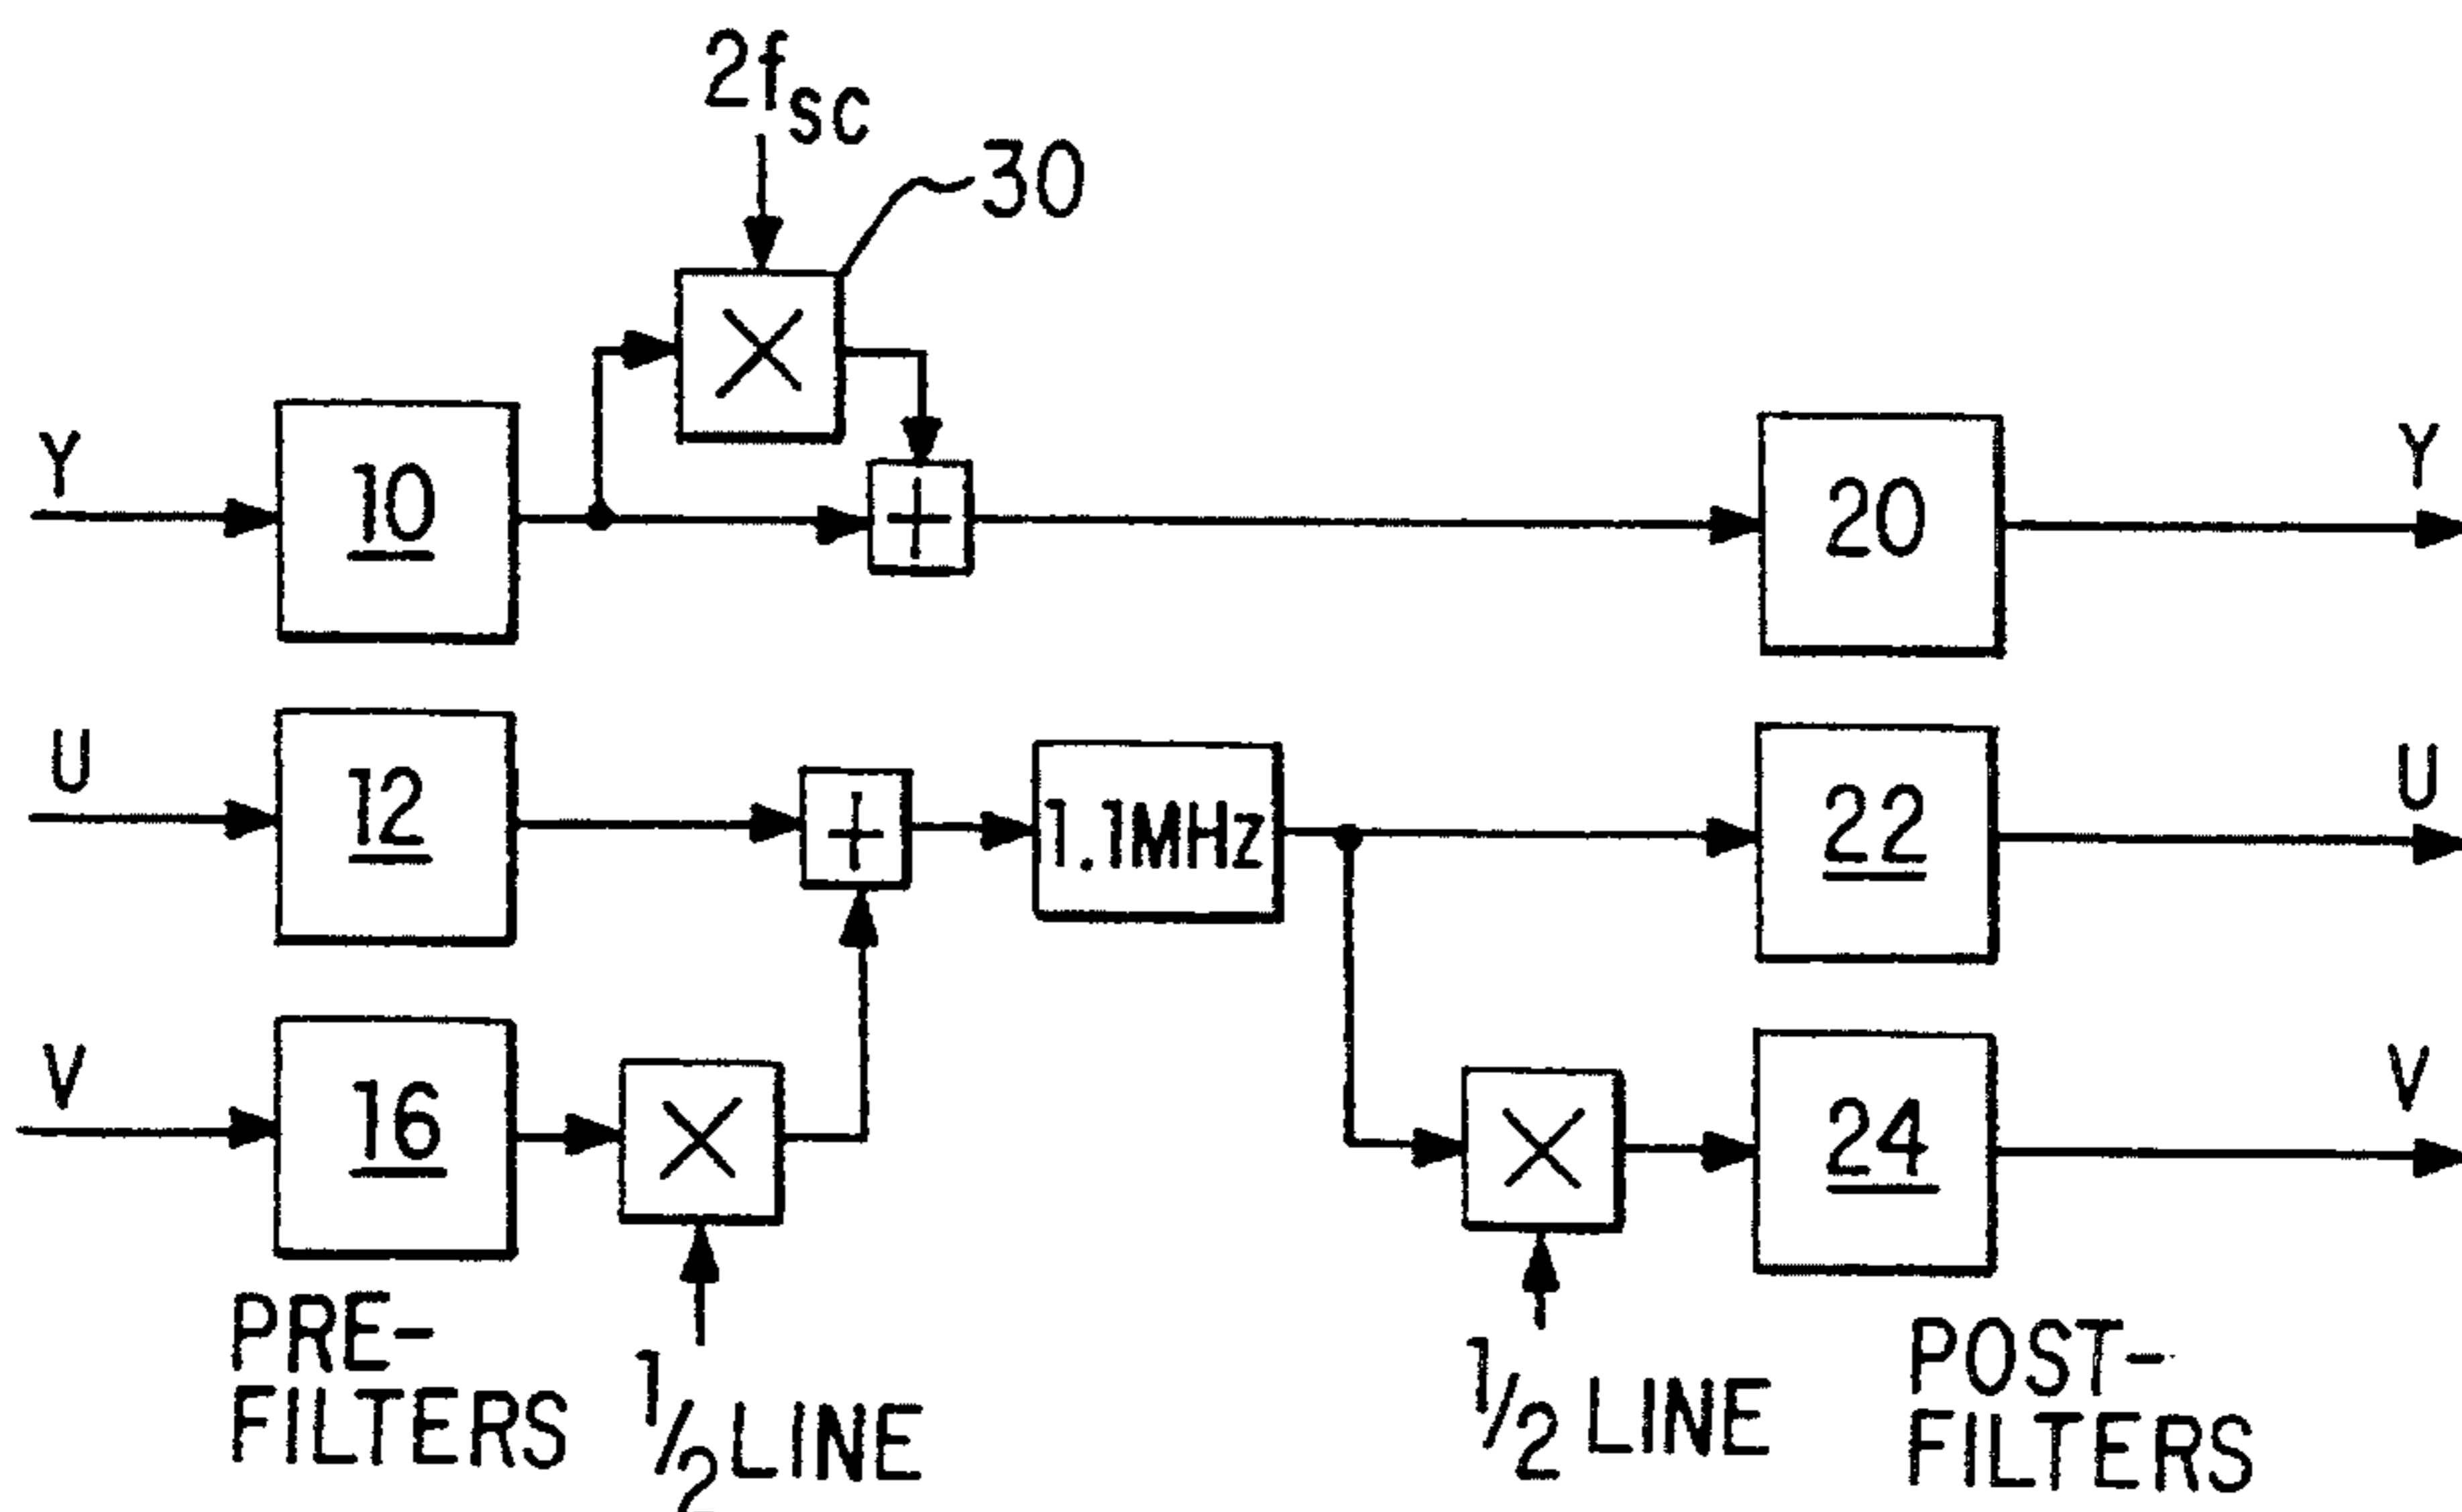 2fsc
30
Y
10
20
Y
U
12
1.1MHz
22
U
V
16
24
V
PRE-
FILTERS
1/2 LINE
1/2 LINE
POST-
FILTERS